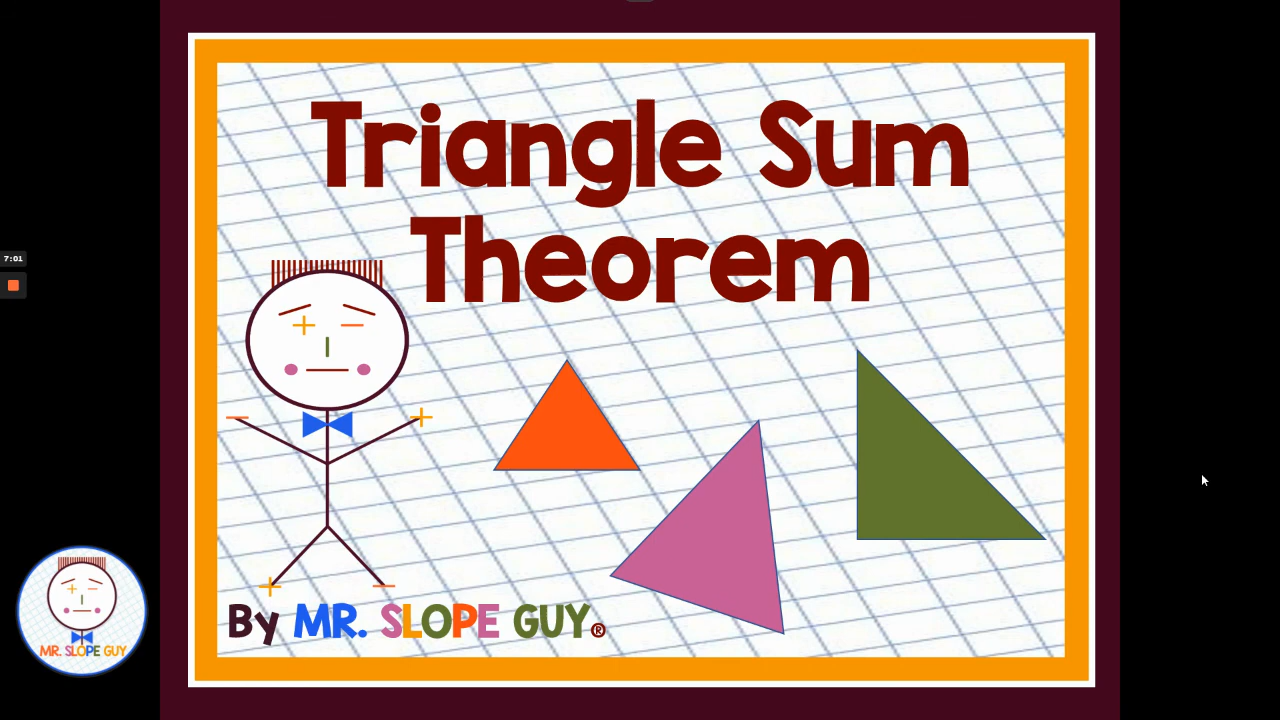 Triangle Sum
Theorem
7:01
By MR. SLOPE GUY®
MR. SLOPE GUY